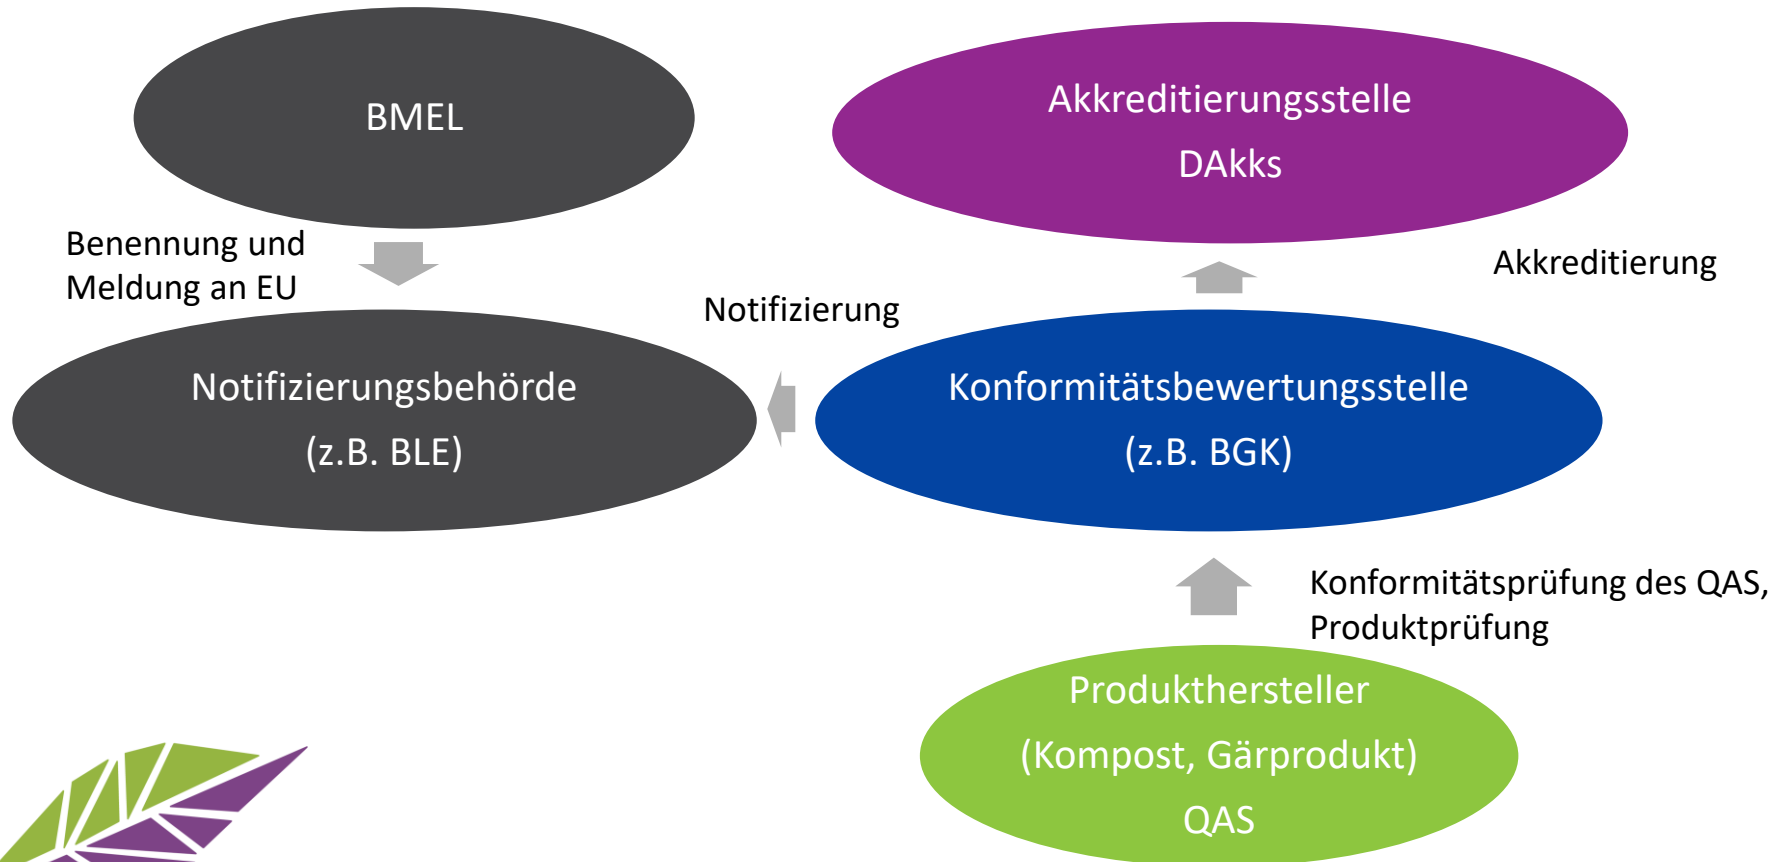 BMEL
Akkreditierungsstelle
DAkks
Benennung und
Meldung an EU
Akkreditierung
Notifizierung
Notifizierungsbehörde
(z.B. BLE)
Konformitätsbewertungsstelle
(z.B. BGK)
Konformitätsprüfung des QAS,
Produktprüfung
Produkthersteller
(Kompost, Gärprodukt)
QAS